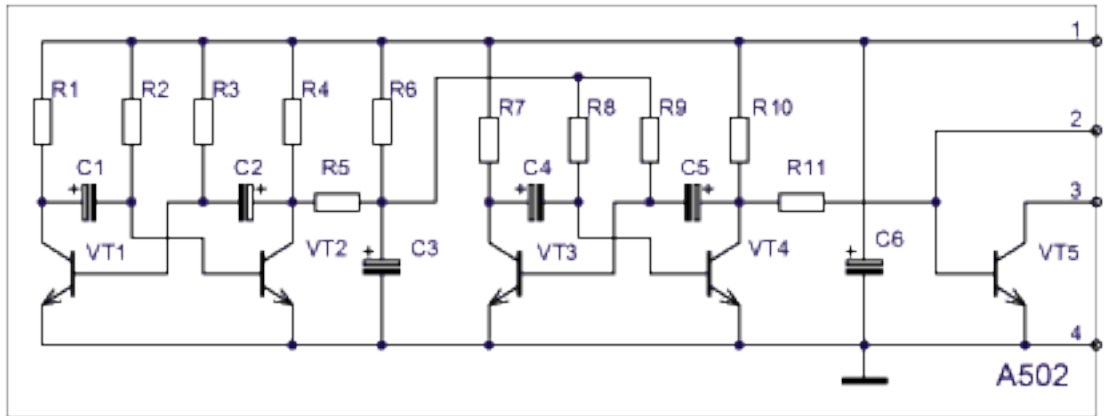 1
R1 R2 R3 R4 R6 R7 R8 R9 R10
2
C1 C2 R5 C4 C5 R11
+ + + +
3
VT1 VT2 + C3 VT3 VT4 + C6 VT5
4
A502